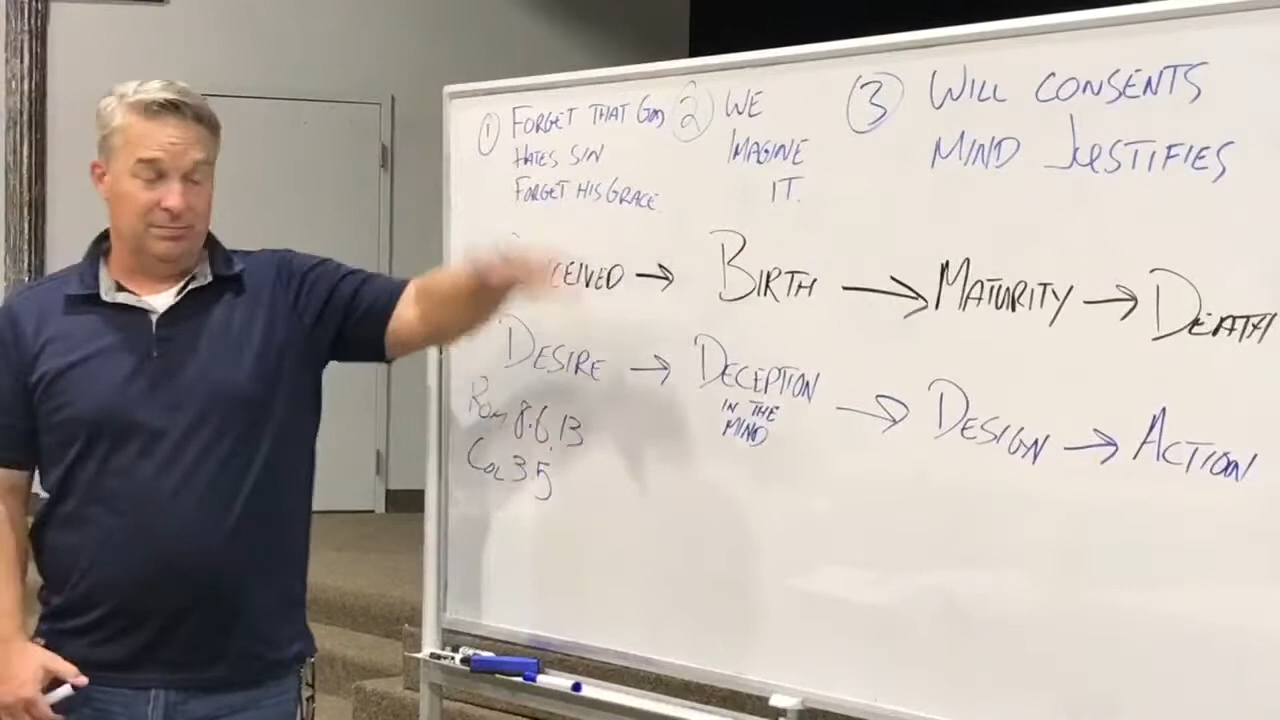 ① FORGET THAT GOD
HATES SIN
FORGET HIS GRACE.
② WE
IMAGINE
IT.
③ WILL CONSENTS
MIND JUSTIFIES
→ BIRTH → MATURITY → DEATH
DESIRE → DECEPTION → DESIGN → ACTION
IN THE
MIND
ROM 8.6.13
COL 3.5